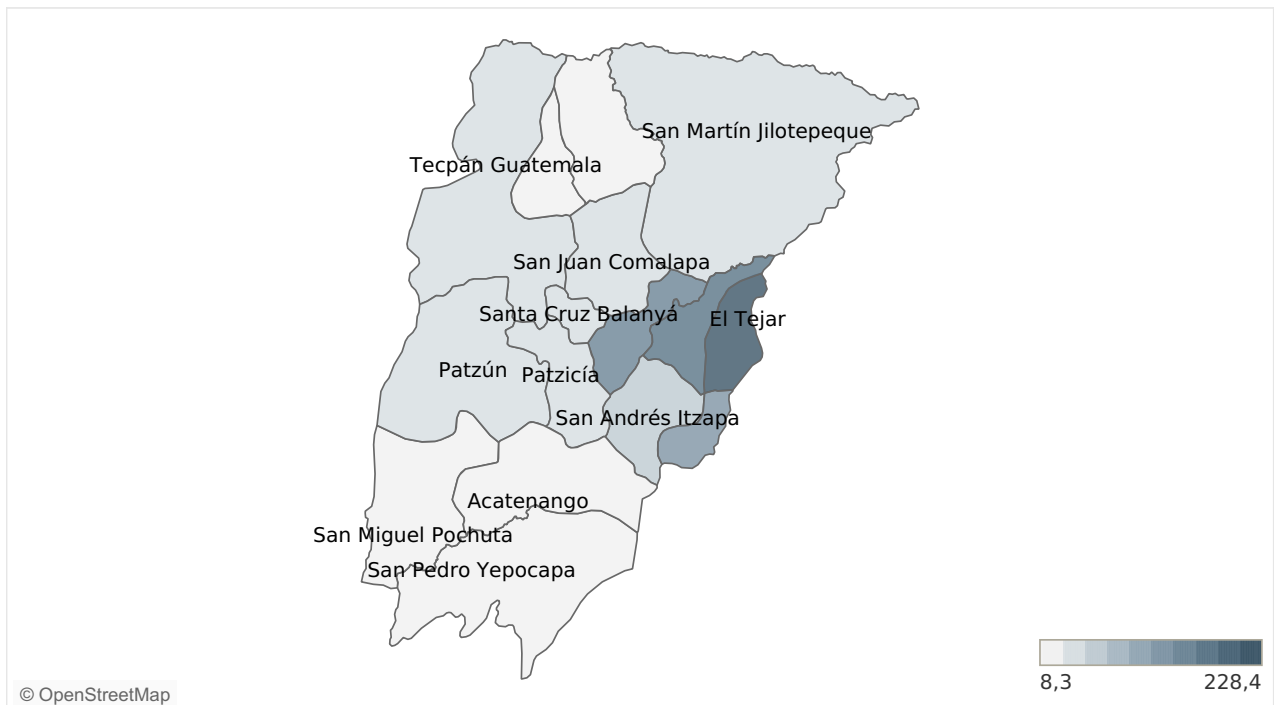 San Martín Jilotepeque
Tecpán Guatemala
San Juan Comalapa
Santa Cruz Balanyá
El Tejar
Patzún
Patzicía
San Andrés Itzapa
Acatenango
San Miguel Pochuta
San Pedro Yepocapa
8,3
228,4
© OpenStreetMap